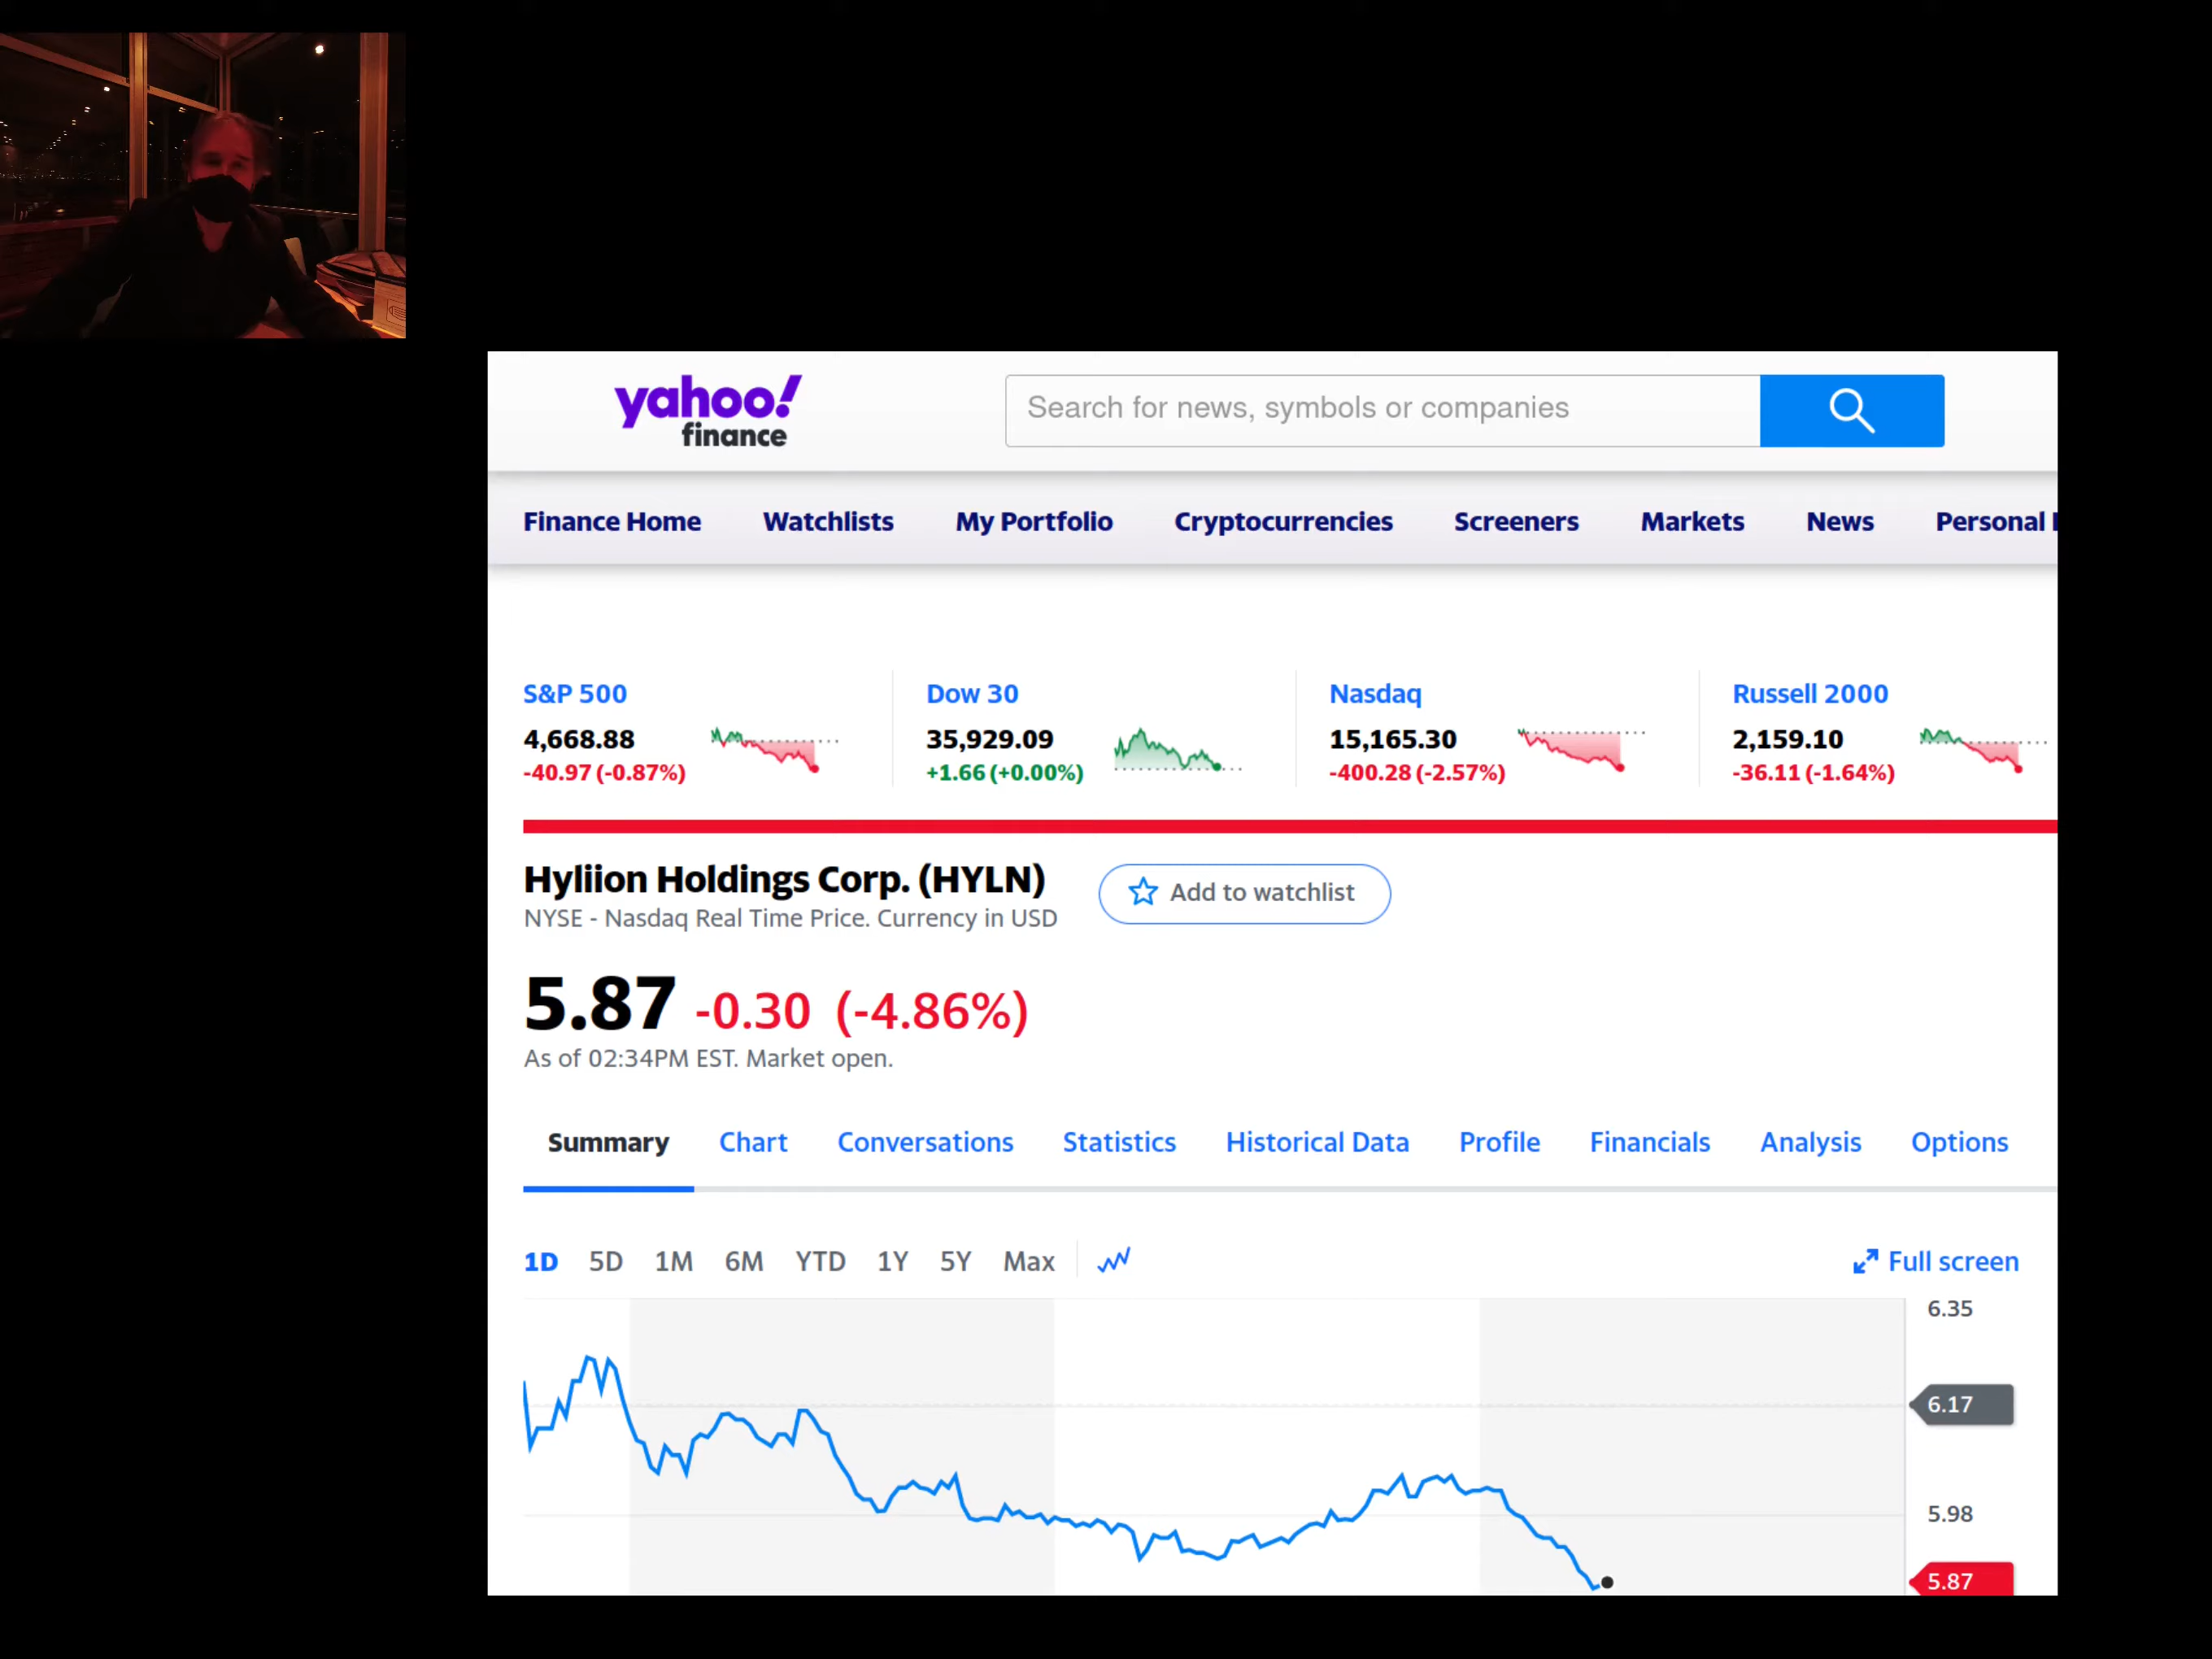 yahoo!
finance
Search for news, symbols or companies
Finance Home Watchlists My Portfolio Cryptocurrencies Screeners Markets News Personal
S&P 500 Dow 30 Nasdaq Russell 2000
4,668.88 35,929.09 15,165.30 2,159.10
-40.97 (-0.87%) +1.66 (+0.00%) -400.28 (-2.57%) -36.11 (-1.64%)
Hyliion Holdings Corp. (HYLN) Add to watchlist
NYSE - Nasdaq Real Time Price. Currency in USD
5.87 -0.30 (-4.86%)
As of 02:34PM EST. Market open.
Summary Chart Conversations Statistics Historical Data Profile Financials Analysis Options
1D 5D 1M 6M YTD 1Y 5Y Max Full screen
6.35
6.17
5.98
5.87